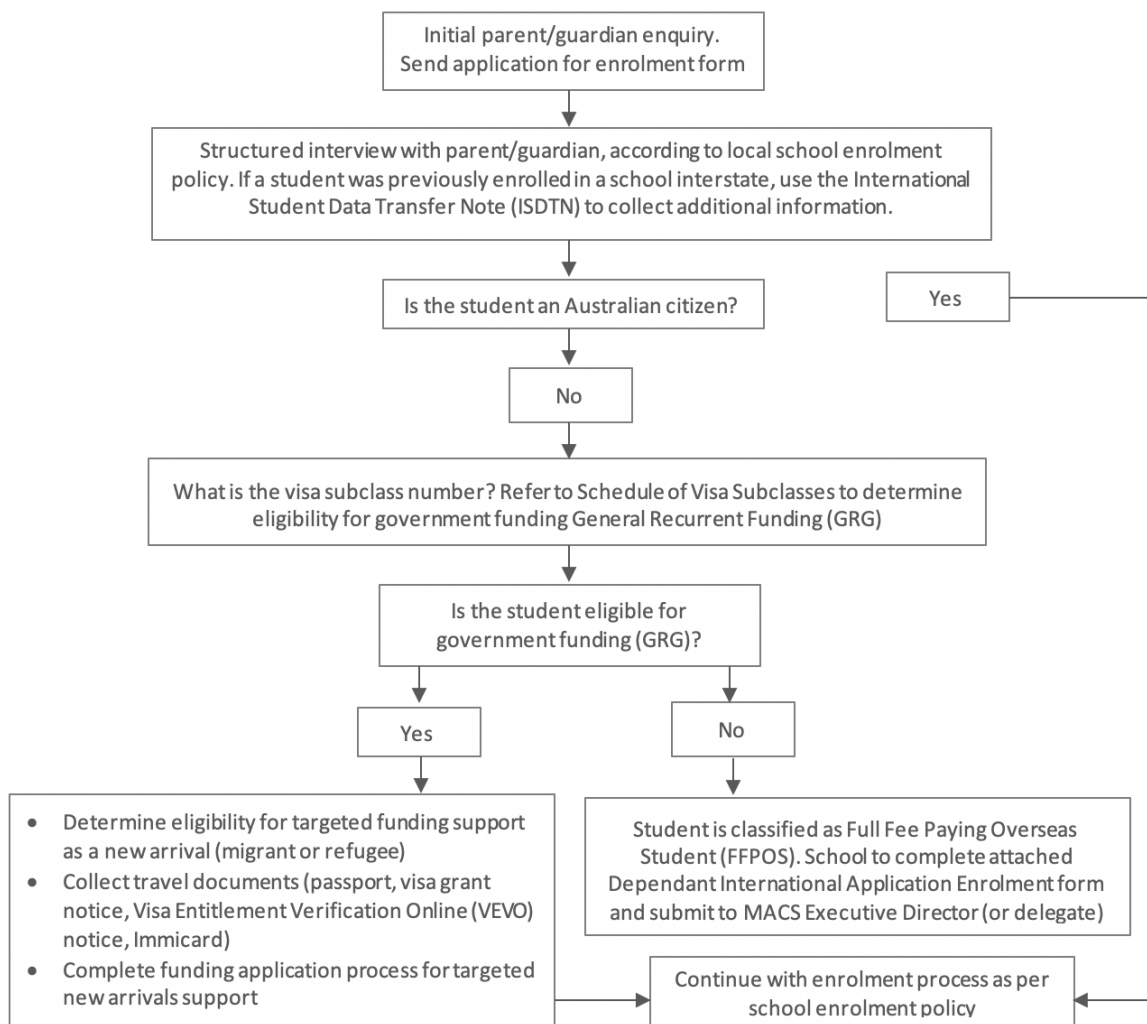 Initial parent/guardian enquiry.
Send application for enrolment form
Structured interview with parent/guardian, according to local school enrolment
policy. If a student was previously enrolled in a school interstate, use the International
Student Data Transfer Note (ISDTN) to collect additional information.
Is the student an Australian citizen?
Yes
No
What is the visa subclass number? Refer to Schedule of Visa Subclasses to determine
eligibility for government funding General Recurrent Funding (GRG)
Is the student eligible for
government funding (GRG)?
Yes
No
• Determine eligibility for targeted funding support
as a new arrival (migrant or refugee)
• Collect travel documents (passport, visa grant
notice, Visa Entitlement Verification Online (VEVO)
notice, Immicard)
• Complete funding application process for targeted
new arrivals support
Student is classified as Full Fee Paying Overseas
Student (FFPOS). School to complete attached
Dependant International Application Enrolment form
and submit to MACS Executive Director (or delegate)
Continue with enrolment process as per
school enrolment policy